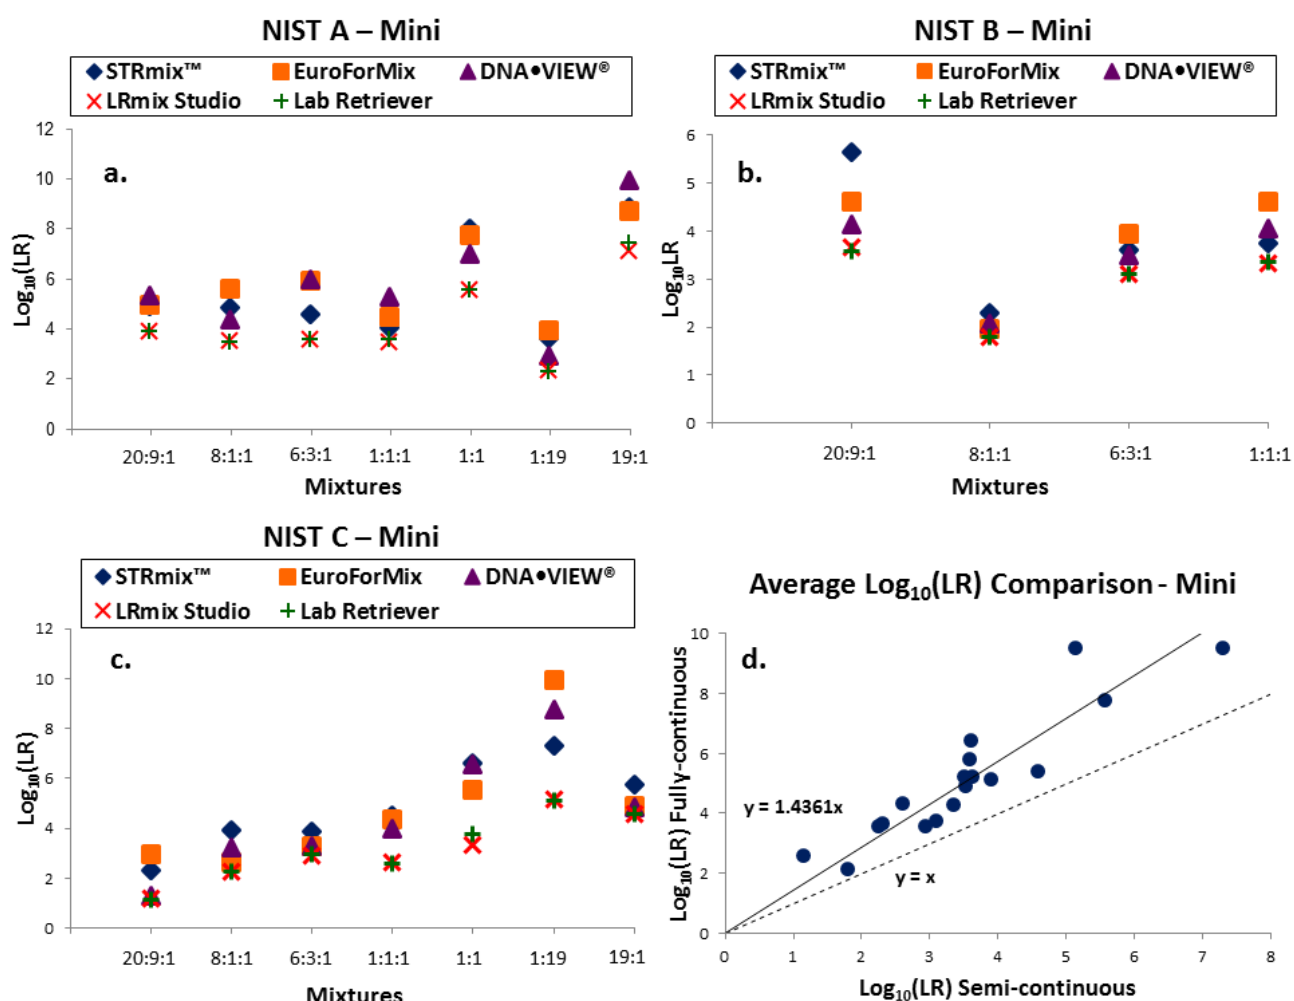 NIST A – Mini
STRmix™ EuroForMix DNA•VIEW®
LRmix Studio Lab Retriever
a.
Log10(LR)
12
10
8
6
4
2
0
20:9:1 8:1:1 6:3:1 1:1:1 1:1 1:19 19:1
Mixtures
NIST B – Mini
STRmix™ EuroForMix DNA•VIEW®
LRmix Studio Lab Retriever
b.
Log10LR
6
5
4
3
2
1
0
20:9:1 8:1:1 6:3:1 1:1:1
Mixtures
NIST C – Mini
STRmix™ EuroForMix DNA•VIEW®
LRmix Studio Lab Retriever
c.
Log10(LR)
12
10
8
6
4
2
0
20:9:1 8:1:1 6:3:1 1:1:1 1:1 1:19 19:1
Mixtures
Average Log10(LR) Comparison - Mini
d.
Log10(LR) Fully-continuous
10
8
6
4
2
0
y = 1.4361x
y = x
0 1 2 3 4 5 6 7 8
Log10(LR) Semi-continuous